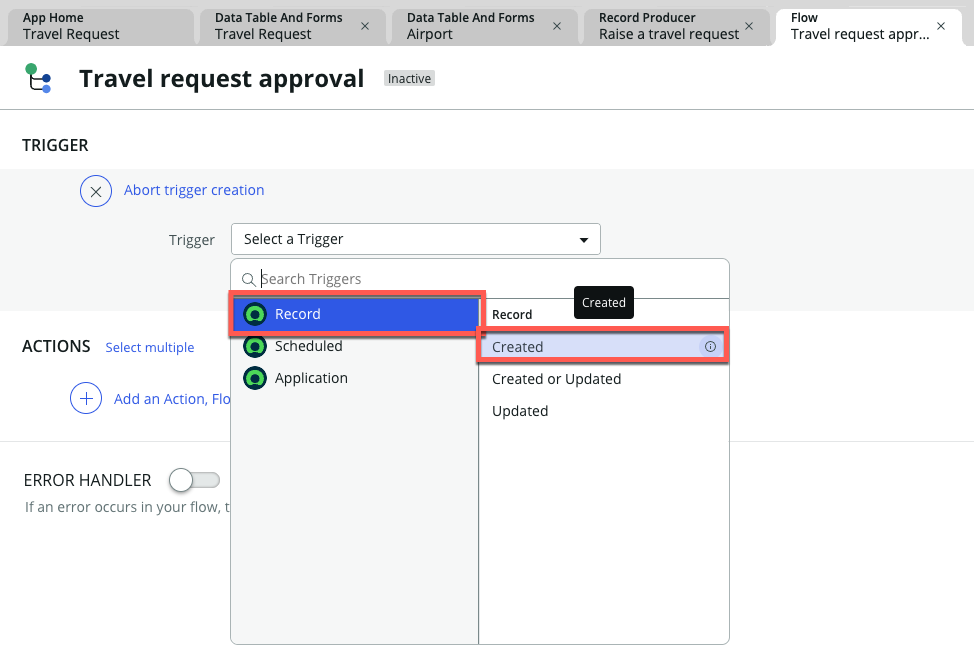 App Home
Travel Request
Data Table And Forms
Travel Request
Data Table And Forms
Airport
Record Producer
Raise a travel request
Flow
Travel request appr...
Travel request approval
Inactive
TRIGGER
Abort trigger creation
Trigger
Select a Trigger
Search Triggers
Record
Scheduled
Application
Record
Created
Created
Created or Updated
Updated
ACTIONS
Select multiple
Add an Action, Flo
ERROR HANDLER
If an error occurs in your flow, t